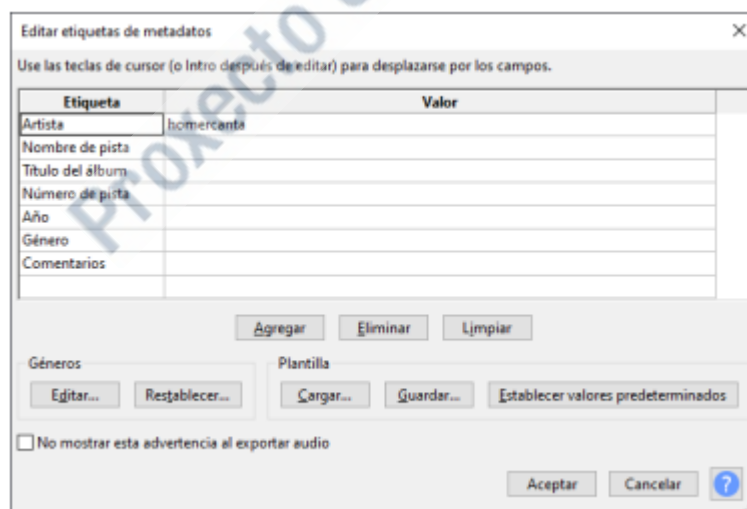 Editar etiquetas de metadatos
Use las teclas de cursor (o Intro después de editar) para desplazarse por los campos.
Etiqueta Valor
Artista homercanta
Nombre de pista
Título del álbum
Número de pista
Año
Género
Comentarios
Agregar Eliminar Limpiar
Géneros Plantilla
Editar... Restablecer... Cargar... Guardar... Establecer valores predeterminados
No mostrar esta advertencia al exportar audio
Aceptar Cancelar ?
Proxecto